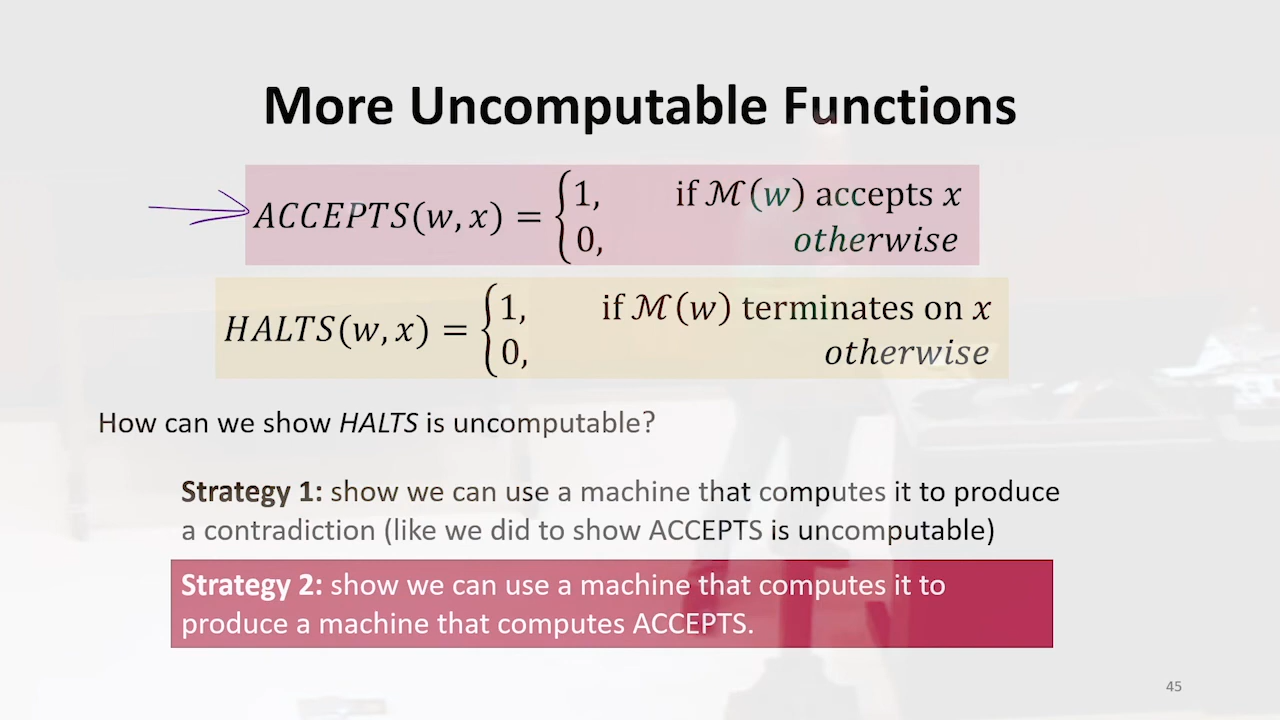 More Uncomputable Functions
ACCEPTS(w, x) = {1, if ℳ(w) accepts x
0, otherwise
HALTS(w, x) = {1, if ℳ(w) terminates on x
0, otherwise
How can we show HALTS is uncomputable?
Strategy 1: show we can use a machine that computes it to produce
a contradiction (like we did to show ACCEPTS is uncomputable)
Strategy 2: show we can use a machine that computes it to
produce a machine that computes ACCEPTS.
45